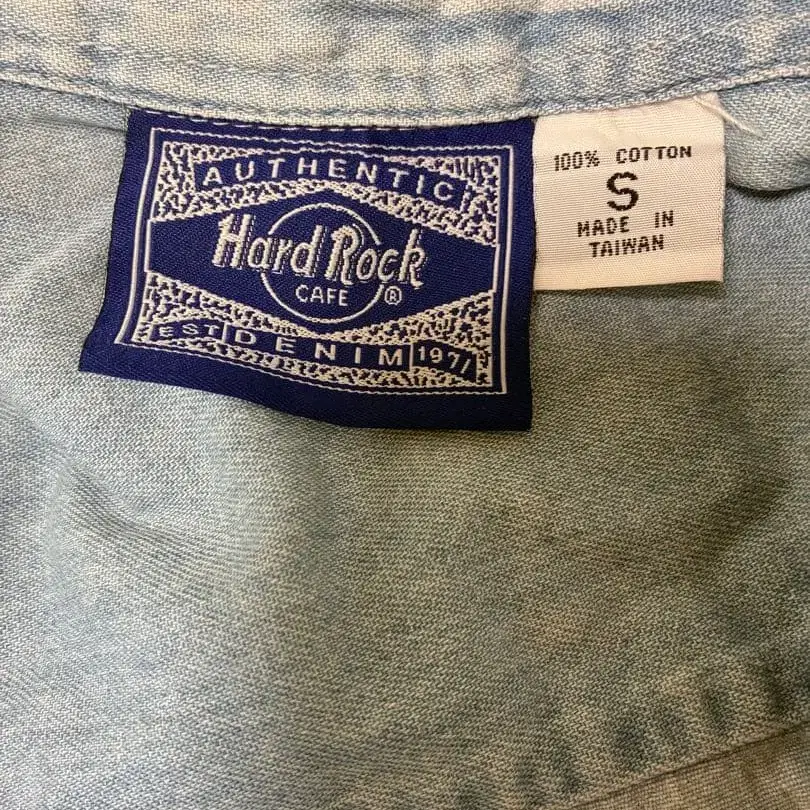 AUTHENTIC
Hard Rock
CAFE ®
EST DENIM 1971
100% COTTON
S
MADE IN
TAIWAN